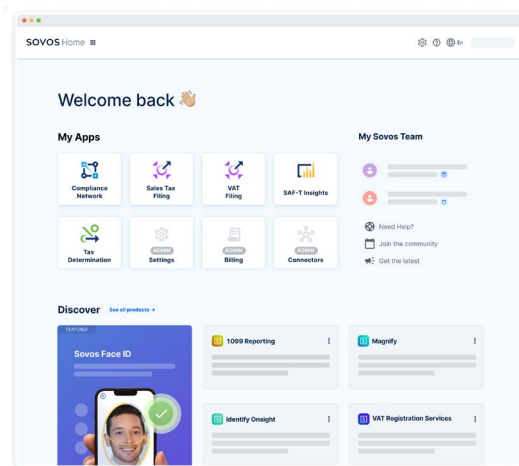 SOVOS Home
En
Welcome back 👋🏼
My Apps
Compliance
Network
Sales Tax
Filing
VAT
Filing
SAF-T Insights
Tax
Determination
ADMIN
Settings
ADMIN
Billing
ADMIN
Connectors
My Sovos Team
Need Help?
Join the community
Get the latest
Discover
See all products →
FEATURED
Sovos Face ID
1099 Reporting
Magnify
Identify Onsight
VAT Registration Services